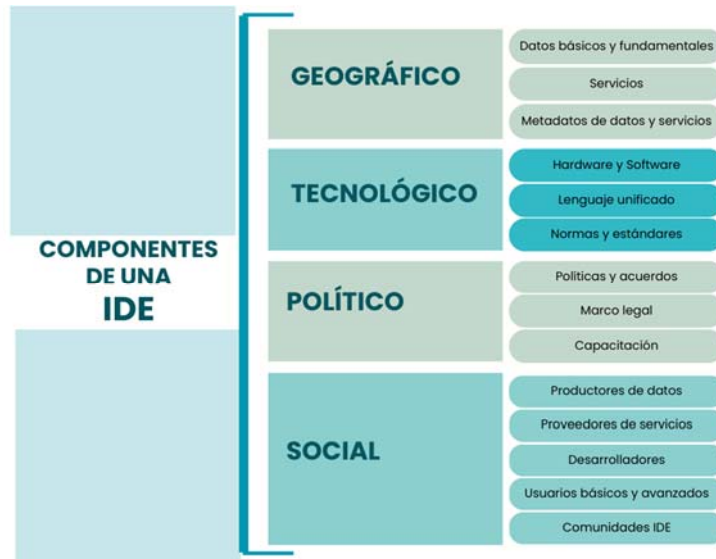 COMPONENTES
DE UNA
IDE
GEOGRÁFICO
Datos básicos y fundamentales
Servicios
Metadatos de datos y servicios
TECNOLÓGICO
Hardware y Software
Lenguaje unificado
Normas y estándares
POLÍTICO
Políticas y acuerdos
Marco legal
Capacitación
SOCIAL
Productores de datos
Proveedores de servicios
Desarrolladores
Usuarios básicos y avanzados
Comunidades IDE